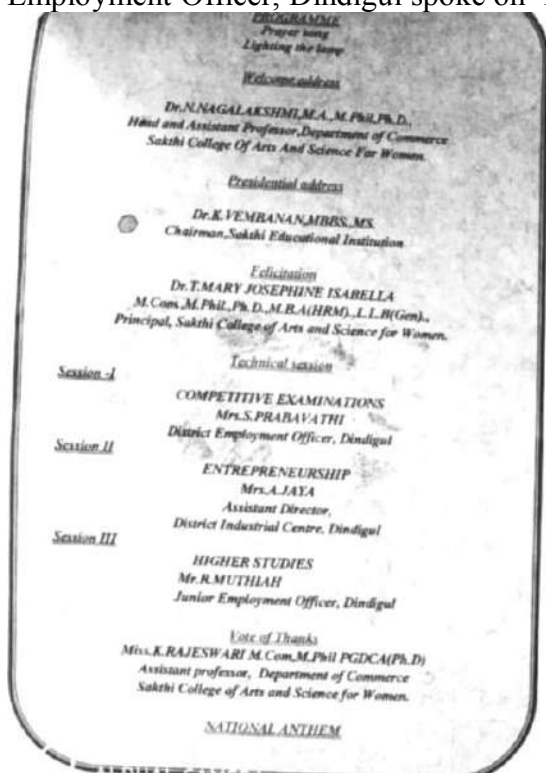 Employment Officer, Dindigul spoke on
PROGRAMME
Prayer song
Lighting the lamp
Welcome address
Dr.N.NAGALAKSHMI,M.A.,M.Phil,Ph.D.,
Head and Assistant Professor,Department of Commerce
Sakthi College Of Arts And Science For Women.
Presidential address
Dr.K.VEMBANAN,MBBS.,MS.
Chairman,Sakthi Educational Institution
Felicitation
Dr.T.MARY JOSEPHINE ISABELLA
M.Com.,M.Phil.,Ph.D.,M.B.A(HRM).,L.L.B(Gen).,
Principal, Sakthi College of Arts and Science for Women.
Technical session
Session -I
COMPETITIVE EXAMINATIONS
Mrs.S.PRABAVATHI
District Employment Officer, Dindigul
Session II
ENTREPRENEURSHIP
Mrs.A.JAYA
Assistant Director,
District Industrial Centre, Dindigul
Session III
HIGHER STUDIES
Mr.R.MUTHIAH
Junior Employment Officer, Dindigul
Vote of Thanks
Miss.K.RAJESWARI M.Com,M.Phil PGDCA(Ph.D)
Assistant professor, Department of Commerce
Sakthi College of Arts and Science for Women.
NATIONAL ANTHEM